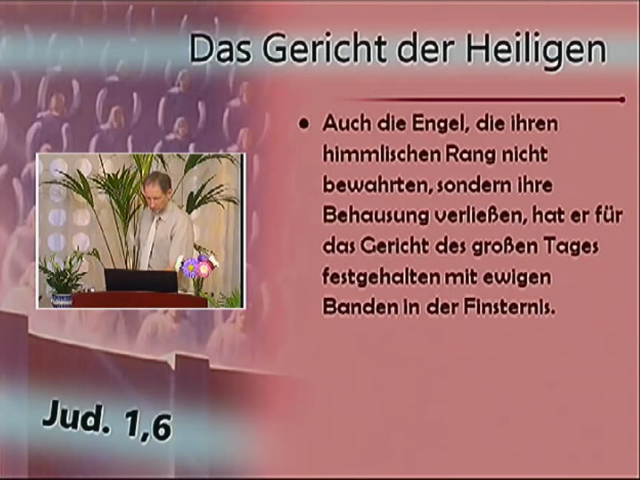 Das Gericht der Heiligen
• Auch die Engel, die ihren
himmlischen Rang nicht
bewahrten, sondern ihre
Behausung verließen, hat er für
das Gericht des großen Tages
festgehalten mit ewigen
Banden in der Finsternis.
Jud. 1,6